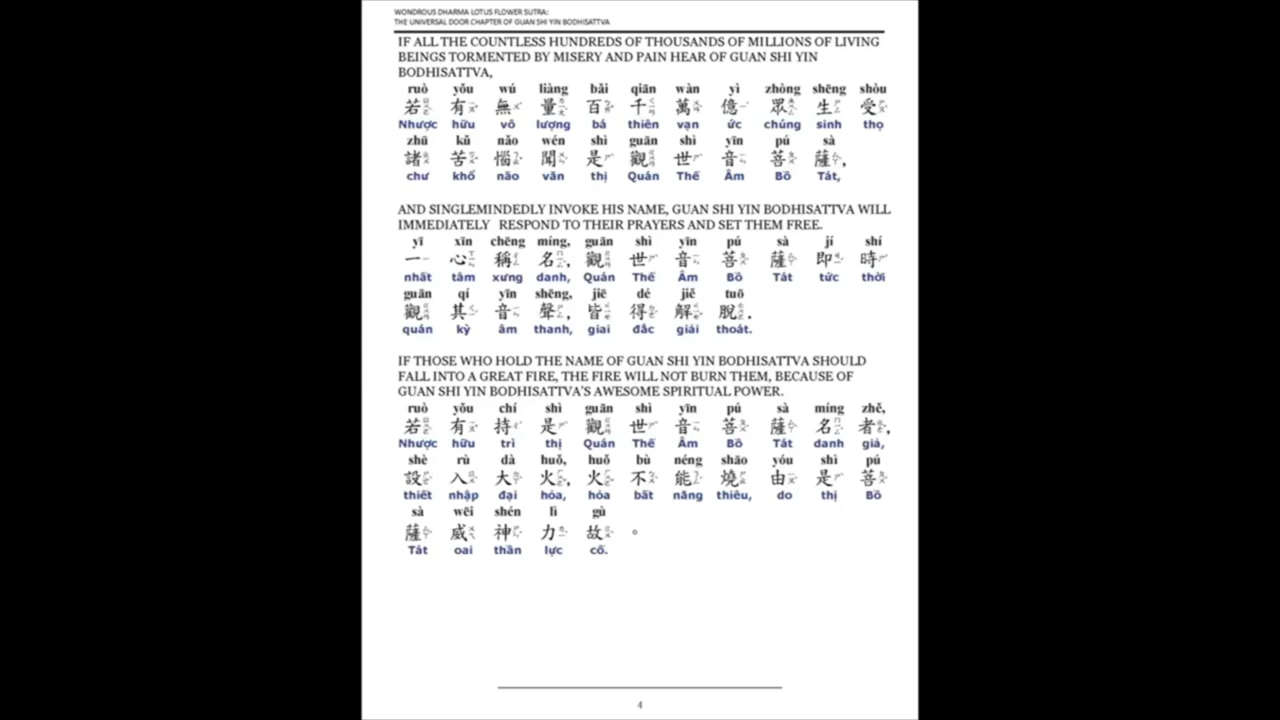 WONDROUS DHARMA LOTUS FLOWER SUTRA:
THE UNIVERSAL DOOR CHAPTER OF GUAN SHI YIN BODHISATTVA
IF ALL THE COUNTLESS HUNDREDS OF THOUSANDS OF MILLIONS OF LIVING
BEINGS TORMENTED BY MISERY AND PAIN HEAR OF GUAN SHI YIN
BODHISATTVA,
ruò yǒu wú liàng bǎi qiān wàn yì zhòng shēng shòu
若 有 無 量 百 千 萬 億 眾 生 受
Nhược hữu vô lượng bá thiên vạn ức chúng sinh thọ
zhū kǔ nǎo wén shì guān shì yīn pú sà
諸 苦 惱 聞 是 觀 世 音 菩 薩,
chư khổ não văn thị Quán Thế Âm Bồ Tát,
AND SINGLEMINDEDLY INVOKE HIS NAME, GUAN SHI YIN BODHISATTVA WILL
IMMEDIATELY RESPOND TO THEIR PRAYERS AND SET THEM FREE.
yī xīn chēng míng, guān shì yīn pú sà jí shí
一 心 稱 名, 觀 世 音 菩 薩 即 時
nhất tâm xưng danh, Quán Thế Âm Bồ Tát tức thời
guān qí yīn shēng, jiē dé jiě tuō
觀 其 音 聲, 皆 得 解 脫.
quán kỳ âm thanh, giai đắc giải thoát.
IF THOSE WHO HOLD THE NAME OF GUAN SHI YIN BODHISATTVA SHOULD
FALL INTO A GREAT FIRE, THE FIRE WILL NOT BURN THEM, BECAUSE OF
GUAN SHI YIN BODHISATTVA'S AWESOME SPIRITUAL POWER.
ruò yǒu chí shì guān shì yīn pú sà míng zhě,
若 有 持 是 觀 世 音 菩 薩 名 者,
Nhược hữu trì thị Quán Thế Âm Bồ Tát danh giả,
shè rù dà huǒ, huǒ bù néng shāo yóu shì pú
設 入 大 火, 火 不 能 燒 由 是 菩
thiết nhập đại hỏa, hỏa bất năng thiêu, do thị Bồ
sà wēi shén lì gù
薩 威 神 力 故 。
Tát oai thần lực cố.
4